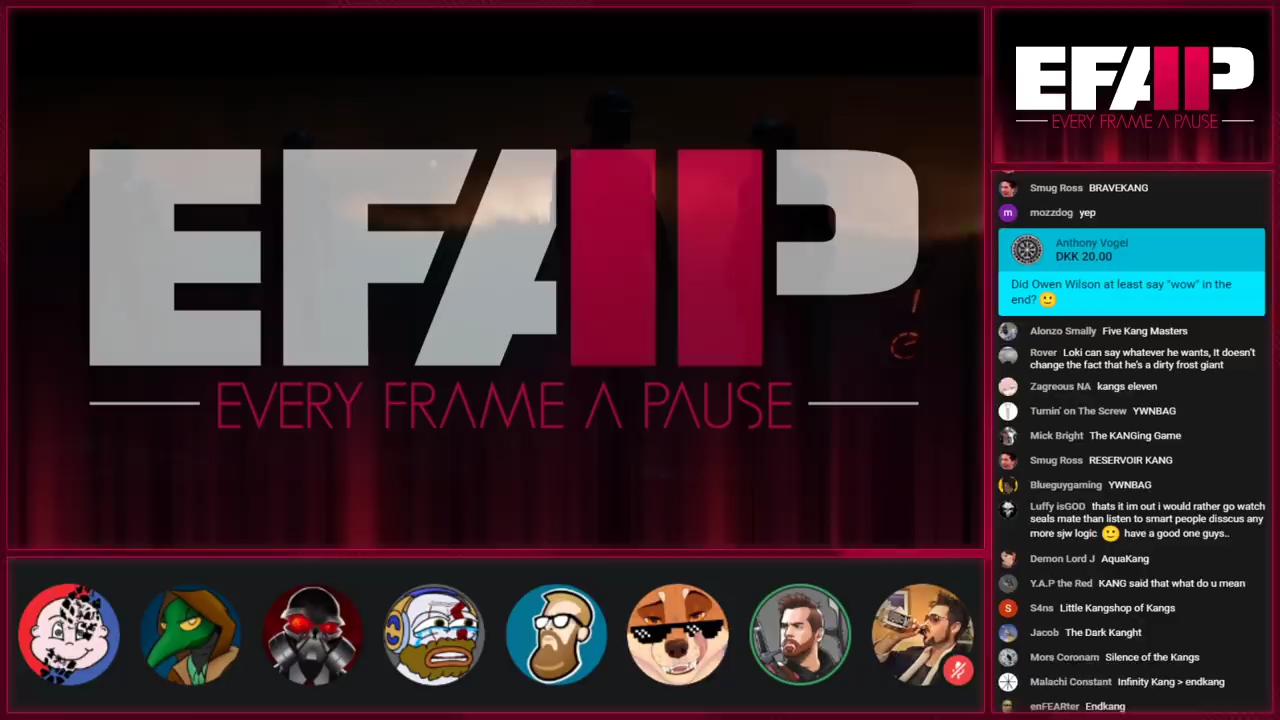 EFAP
EVERY FRAME A PAUSE
EFAP
EVERY FRAME A PAUSE
Smug Ross BRAVEKANG
m mozzdog yep
Anthony Vogel
DKK 20.00
Did Owen Wilson at least say "wow" in the
end? 🙂
Alonzo Smally Five Kang Masters
Rover Loki can say whatever he wants, It doesn't
change the fact that he's a dirty frost giant
Zagreous NA kangs eleven
Turnin' on The Screw YWNBAG
Mick Bright The KANGing Game
Smug Ross RESERVOIR KANG
Blueguygaming YWNBAG
Luffy isGOD thats it im out i would rather go watch
seals mate than listen to smart people disscus any
more sjw logic 🙂 have a good one guys..
Demon Lord J AquaKang
Y.A.P the Red KANG said that what do u mean
S S4ns Little Kangshop of Kangs
Jacob The Dark Kanght
Mors Coronam Silence of the Kangs
Malachi Constant Infinity Kang > endkang
enFEARter Endkang